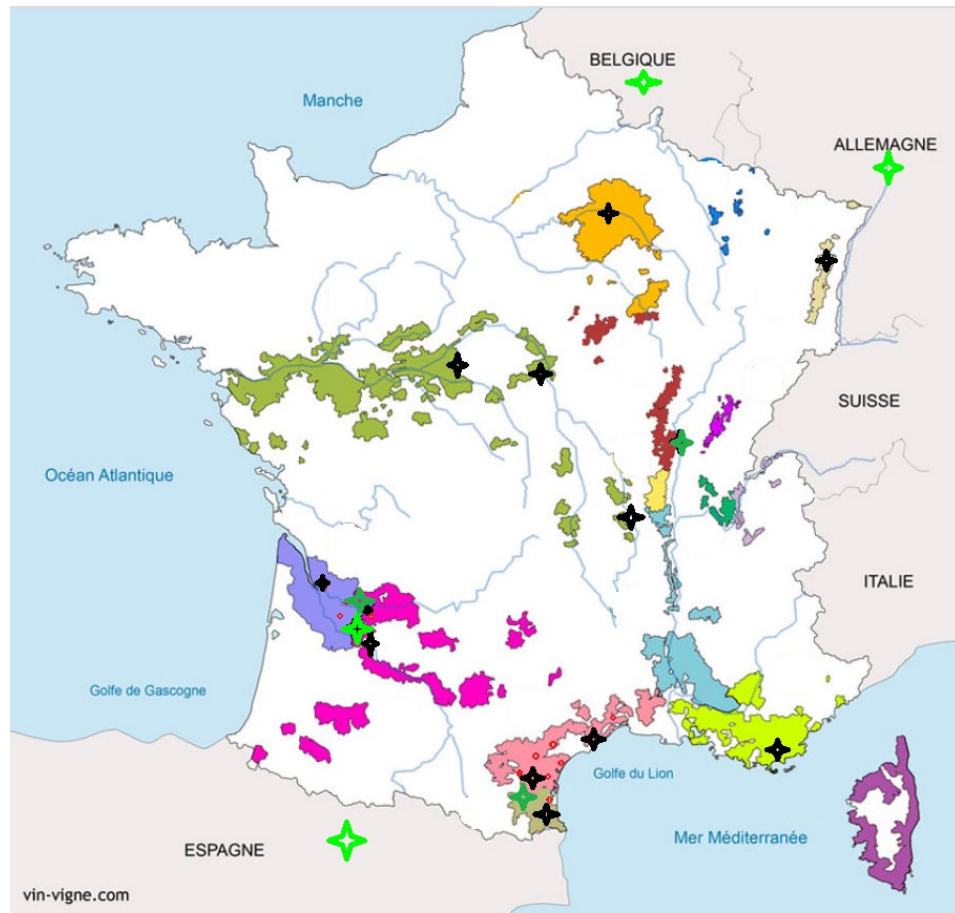 BELGIQUE
Manche
ALLEMAGNE
SUISSE
Océan Atlantique
ITALIE
Golfe de Gascogne
Golfe du Lion
Mer Méditerranée
ESPAGNE
vin-vigne.com